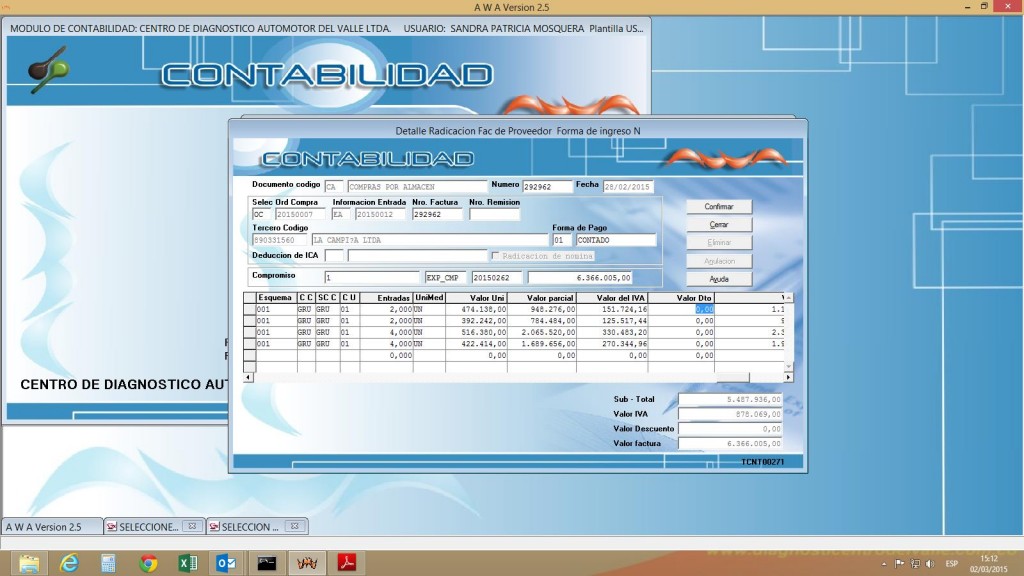 A W A Version 2.5
MODULO DE CONTABILIDAD: CENTRO DE DIAGNOSTICO AUTOMOTOR DEL VALLE LTDA. USUARIO: SANDRA PATRICIA MOSQUERA Plantilla US...
CONTABILIDAD
Detalle Radicacion Fac de Proveedor Forma de ingreso N
CONTABILIDAD
Documento codigo CA COMPRAS POR ALMACEN Numero 292962 Fecha 28/02/2015
Selec Ord Compra Informacion Entrada Nro. Factura Nro. Remision
OC 20150007 EA 20150012 292962
Tercero Codigo Forma de Pago
890331560 LA CAMPI?A LTDA 01 CONTADO
Deduccion de ICA Radicacion de nomina
Compromiso 1 EXP_CMP 20150262 6.366.005,00
Confirmar
Cerrar
Eliminar
Anulacion
Ayuda
Esquema C C SC C C U Entradas UniMed Valor Uni Valor parcial Valor del IVA Valor Dto
001 GRU GRU 01 2,000 UN 474.138,00 948.276,00 151.724,16 0,00 1.1
001 GRU GRU 01 2,000 UN 392.242,00 784.484,00 125.517,44 0,00
001 GRU GRU 01 4,000 UN 516.380,00 2.065.520,00 330.483,20 0,00 2.3
001 GRU GRU 01 4,000 UN 422.414,00 1.689.656,00 270.344,96 0,00 1.9
0,000 0,00 0,00 0,00 0,00
CENTRO DE DIAGNOSTICO AUT
Sub - Total 5.487.936,00
Valor IVA 878.069,00
Valor Descuento 0,00
Valor factura 6.366.005,00
TCNT00271
A W A Version 2.5 SELECCIONE... SELECCION ...
ESP
15:12
02/03/2015